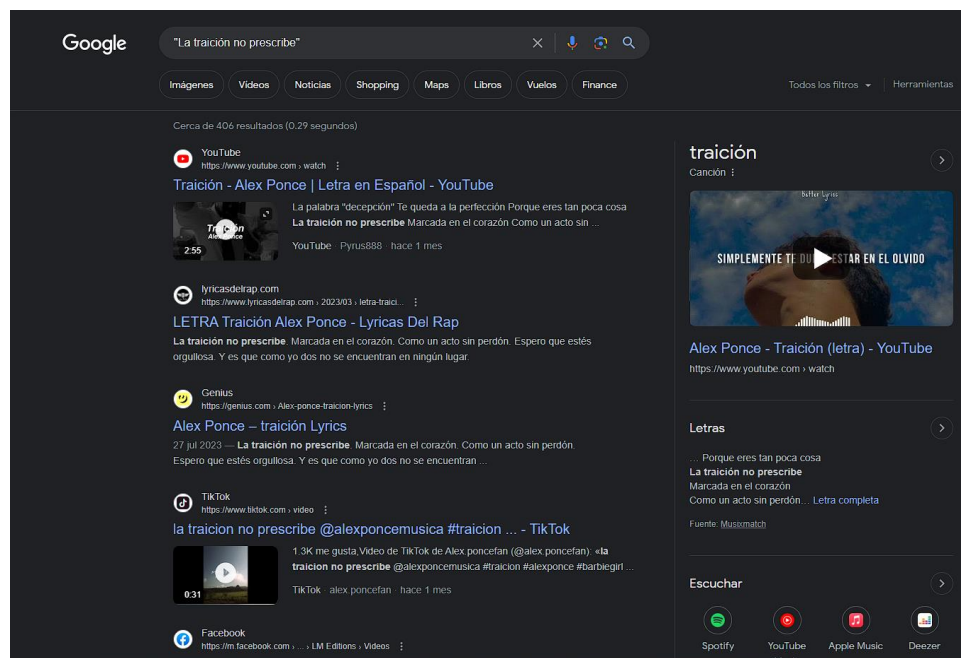 Google
"La traición no prescribe"
Imágenes
Vídeos
Noticias
Shopping
Maps
Libros
Vuelos
Finance
Todos los filtros
Herramientas
Cerca de 406 resultados (0.29 segundos)
YouTube
https://www.youtube.com › watch
Traición - Alex Ponce | Letra en Español - YouTube
Traición
Alex Ponce
2:55
La palabra "decepción" Te queda a la perfección Porque eres tan poca cosa
La traición no prescribe Marcada en el corazón Como un acto sin ...
YouTube · Pyrus888 · hace 1 mes
lyricasdelrap.com
https://www.lyricasdelrap.com › 2023/03 › letra-traici...
LETRA Traición Alex Ponce - Lyricas Del Rap
La traición no prescribe. Marcada en el corazón. Como un acto sin perdón. Espero que estés
orgullosa. Y es que como yo dos no se encuentran en ningún lugar.
Genius
https://genius.com › Alex-ponce-traicion-lyrics
Alex Ponce – traición Lyrics
27 jul 2023 — La traición no prescribe. Marcada en el corazón. Como un acto sin perdón.
Espero que estés orgullosa. Y es que como yo dos no se encuentran ...
TikTok
https://www.tiktok.com › video
la traicion no prescribe @alexponcemusica #traicion ... - TikTok
0:31
1.3K me gusta,Video de TikTok de Alex poncefan (@alex.poncefan): «la
traicion no prescribe @alexponcemusica #traicion #alexponce #barbiegirl ...
TikTok · alex.poncefan · hace 1 mes
Facebook
https://m.facebook.com › ... › LM Editions › Videos
traición
Canción
Better Lyrics
SIMPLEMENTE TE ESTAR EN EL OLVIDO
Alex Ponce - Traición (letra) - YouTube
https://www.youtube.com › watch
Letras
... Porque eres tan poca cosa
La traición no prescribe
Marcada en el corazón
Como un acto sin perdón... Letra completa
Fuente: Musixmatch
Escuchar
Spotify
YouTube
Apple Music
Deezer